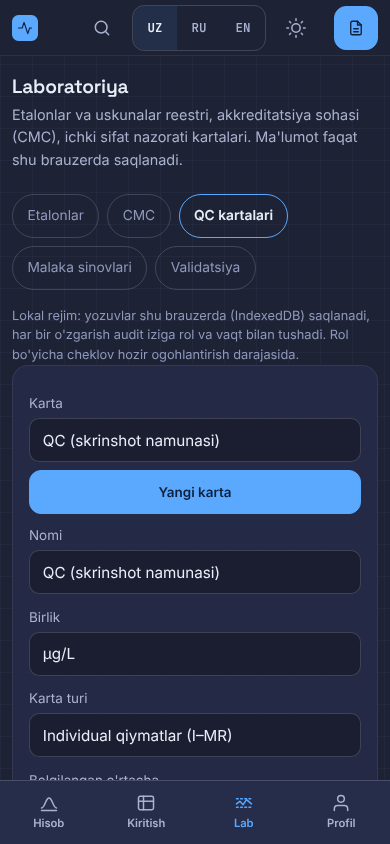 UZ RU EN
Laboratoriya
Etalonlar va uskunalar reestri, akkreditatsiya sohasi
(CMC), ichki sifat nazorati kartalari. Ma'lumot faqat
shu brauzerda saqlanadi.
Etalonlar CMC QC kartalari
Malaka sinovlari Validatsiya
Lokal rejim: yozuvlar shu brauzerda (IndexedDB) saqlanadi,
har bir o'zgarish audit iziga rol va vaqt bilan tushadi. Rol
bo'yicha cheklov hozir ogohlantirish darajasida.
Karta
QC (skrinshot namunasi)
Yangi karta
Nomi
QC (skrinshot namunasi)
Birlik
µg/L
Karta turi
Individual qiymatlar (I–MR)
Belgilangan o'rtacha
Hisob Kiritish Lab Profil